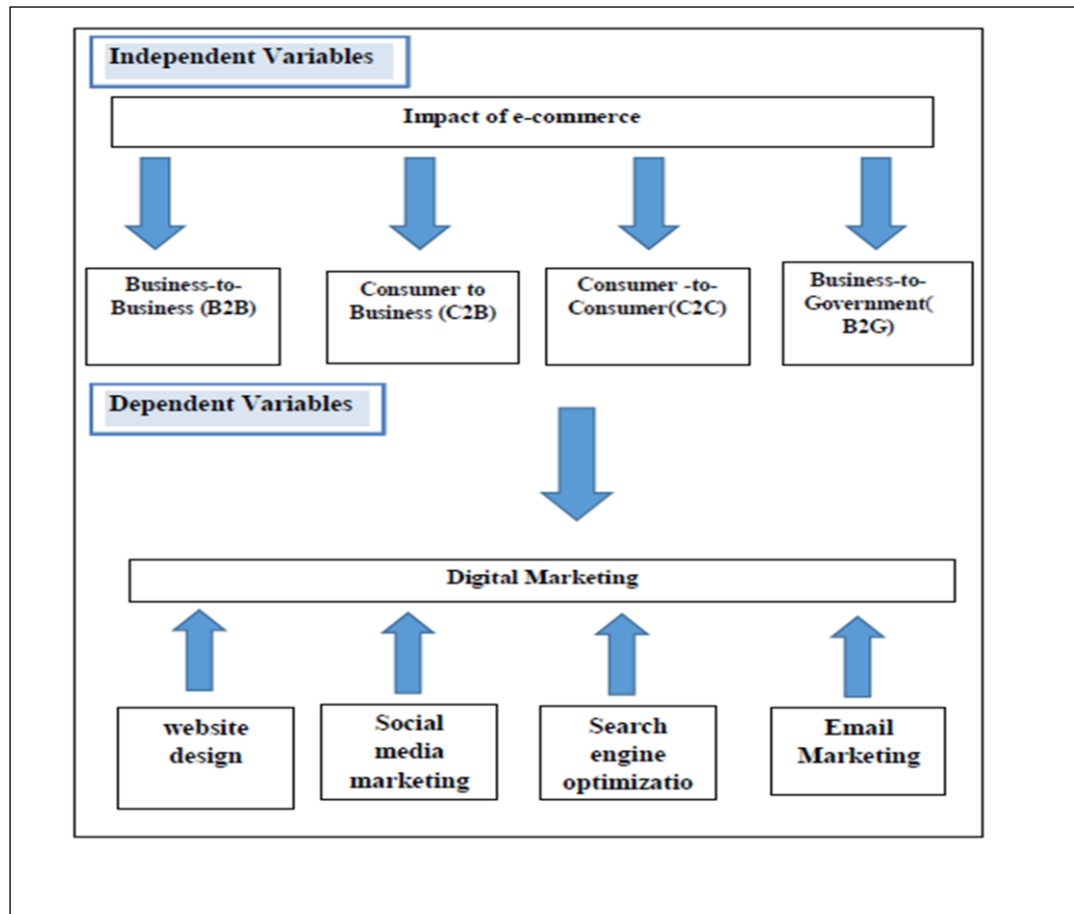 Independent Variables
Impact of e-commerce
Business-to-
Business (B2B)
Consumer to
Business (C2B)
Consumer -to-
Consumer(C2C)
Business-to-
Government(
B2G)
Dependent Variables
Digital Marketing
website
design
Social
media
marketing
Search
engine
optimizatio
Email
Marketing